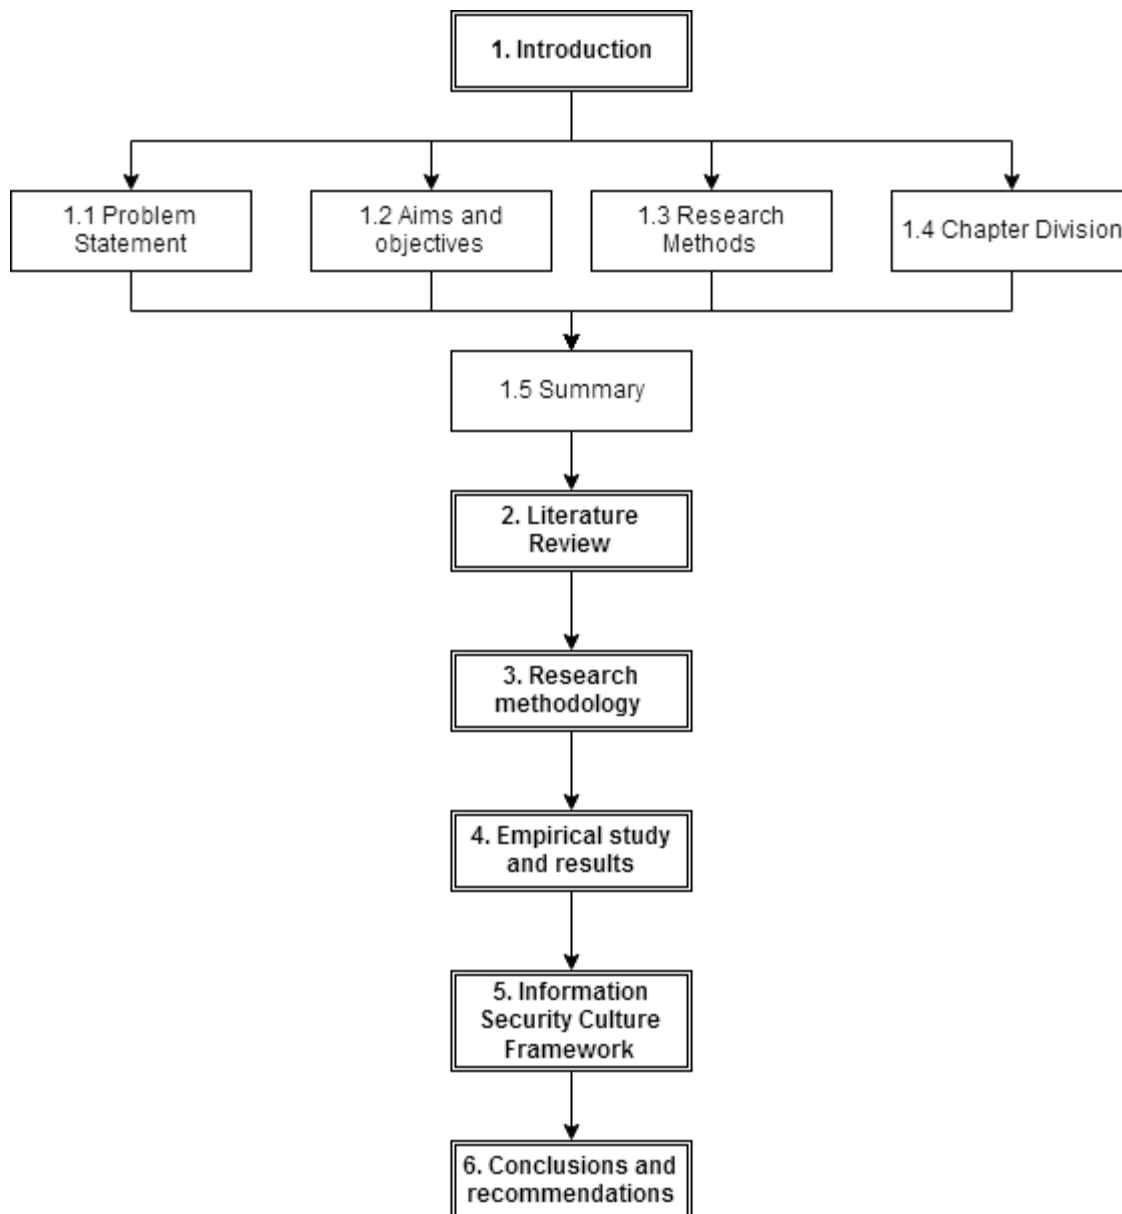 1. Introduction
1.1 Problem
Statement
1.2 Aims and
objectives
1.3 Research
Methods
1.4 Chapter Division
1.5 Summary
2. Literature
Review
3. Research
methodology
4. Empirical study
and results
5. Information
Security Culture
Framework
6. Conclusions and
recommendations